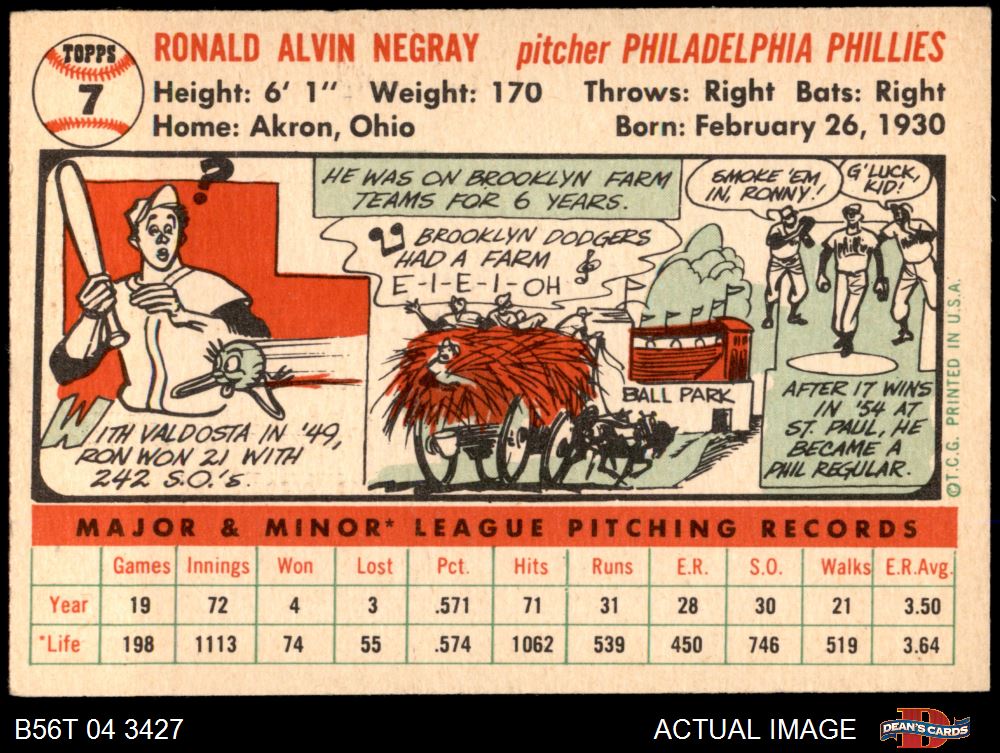 TOPPS
7
RONALD ALVIN NEGRAY pitcher PHILADELPHIA PHILLIES
Height: 6' 1" Weight: 170 Throws: Right Bats: Right
Home: Akron, Ohio Born: February 26, 1930
?
WITH VALDOSTA IN '49,
RON WON 21 WITH
242 S.O.'s.
HE WAS ON BROOKLYN FARM
TEAMS FOR 6 YEARS.
BROOKLYN DODGERS
HAD A FARM
E-I-E-I-OH
BALL PARK
SMOKE 'EM
IN, RONNY!
G'LUCK,
KID!
Phillies
AFTER 17 WINS
IN '54 AT
ST. PAUL, HE
BECAME A
PHIL REGULAR.
©T.C.G. PRINTED IN U.S.A.
MAJOR & MINOR* LEAGUE PITCHING RECORDS
Games Innings Won Lost Pct. Hits Runs E.R. S.O. Walks E.R.Avg.
Year 19 72 4 3 .571 71 31 28 30 21 3.50
*Life 198 1113 74 55 .574 1062 539 450 746 519 3.64
B56T 04 3427 ACTUAL IMAGE DEAN'S CARDS